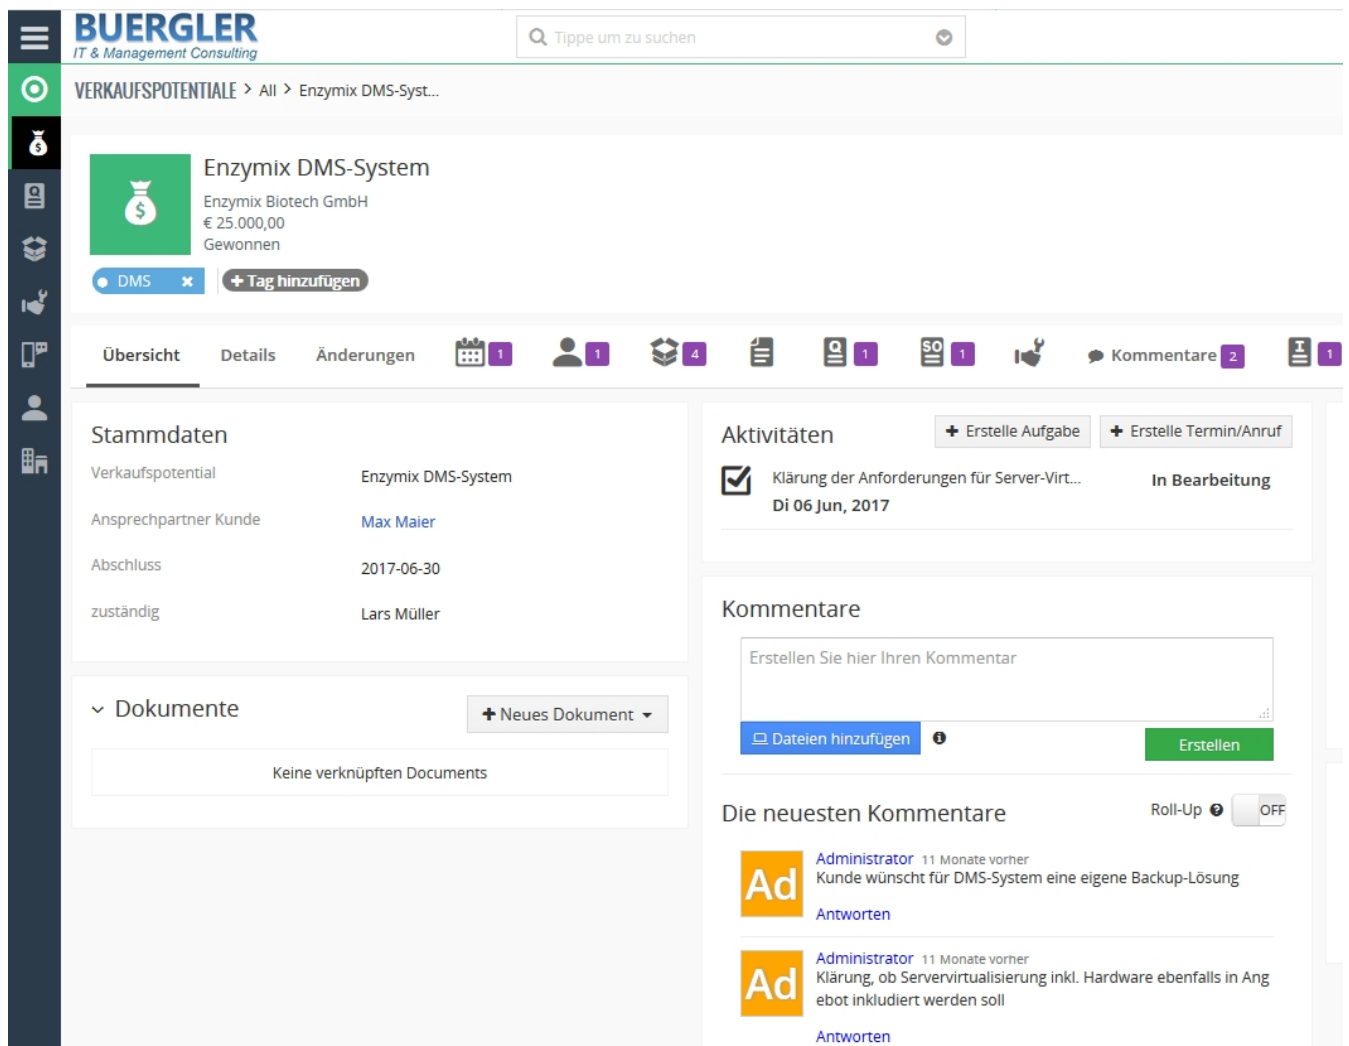 BUERGLER
IT & Management Consulting
Tippe um zu suchen
VERKAUFSPOTENTIALE > All > Enzymix DMS-Syst...
Enzymix DMS-System
Enzymix Biotech GmbH
€ 25.000,00
Gewonnen
DMS
Tag hinzufügen
Übersicht Details Änderungen 1 1 4 Q 1 SO 1 Kommentare 2 I 1
Stammdaten
Verkaufspotential Enzymix DMS-System
Ansprechpartner Kunde Max Maier
Abschluss 2017-06-30
zuständig Lars Müller
Dokumente
Neues Dokument
Keine verknüpften Documents
Aktivitäten
Erstelle Aufgabe
Erstelle Termin/Anruf
Klärung der Anforderungen für Server-Virt... In Bearbeitung
Di 06 Jun, 2017
Kommentare
Erstellen Sie hier Ihren Kommentar
Dateien hinzufügen
Erstellen
Die neuesten Kommentare
Roll-Up OFF
Ad
Administrator 11 Monate vorher
Kunde wünscht für DMS-System eine eigene Backup-Lösung
Antworten
Ad
Administrator 11 Monate vorher
Klärung, ob Servervirtualisierung inkl. Hardware ebenfalls in Ang
ebot inkludiert werden soll
Antworten